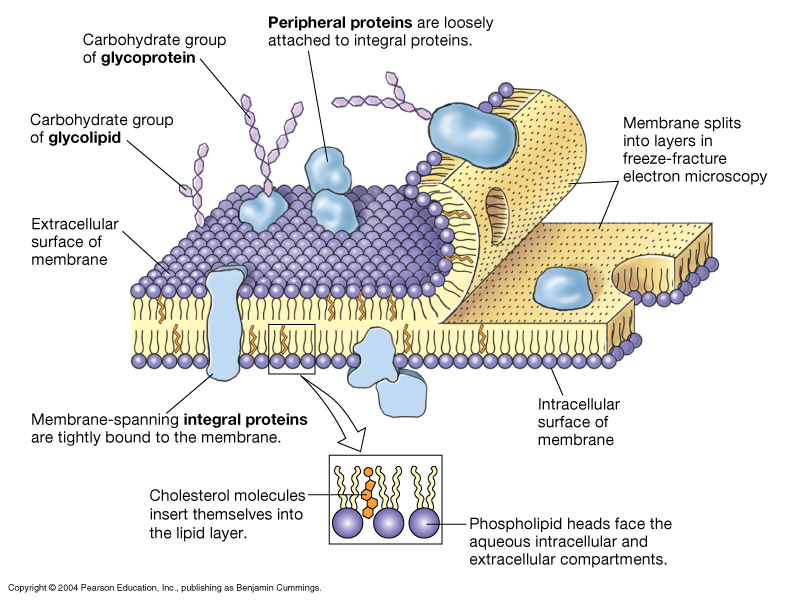 Peripheral proteins are loosely
attached to integral proteins.
Carbohydrate group
of glycoprotein
Carbohydrate group
of glycolipid
Membrane splits
into layers in
freeze-fracture
electron microscopy
Extracellular
surface of
membrane
Membrane-spanning integral proteins
are tightly bound to the membrane.
Intracellular
surface of
membrane
Cholesterol molecules
insert themselves into
the lipid layer.
Phospholipid heads face the
aqueous intracellular and
extracellular compartments.
Copyright © 2004 Pearson Education, Inc., publishing as Benjamin Cummings.